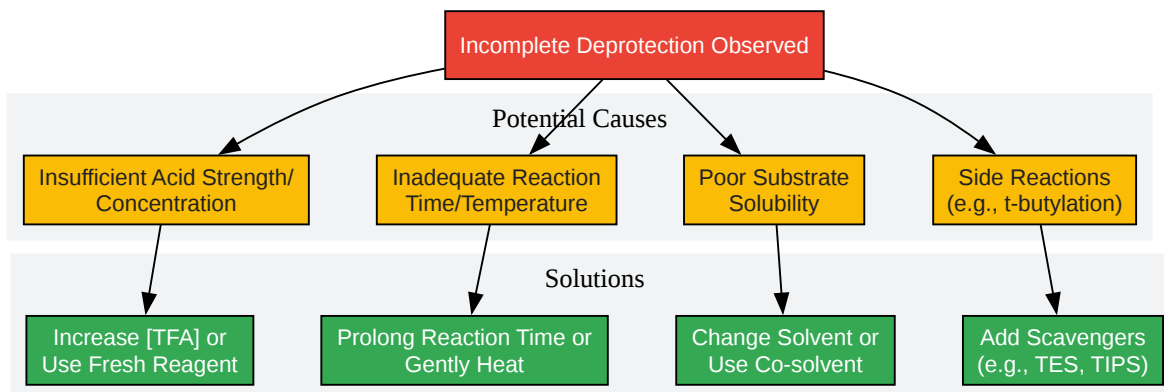 Incomplete Deprotection Observed
Potential Causes
Insufficient Acid Strength/
Concentration
Inadequate Reaction
Time/Temperature
Poor Substrate
Solubility
Side Reactions
(e.g., t-butylation)
Solutions
Increase [TFA] or
Use Fresh Reagent
Prolong Reaction Time or
Gently Heat
Change Solvent or
Use Co-solvent
Add Scavengers
(e.g., TES, TIPS)